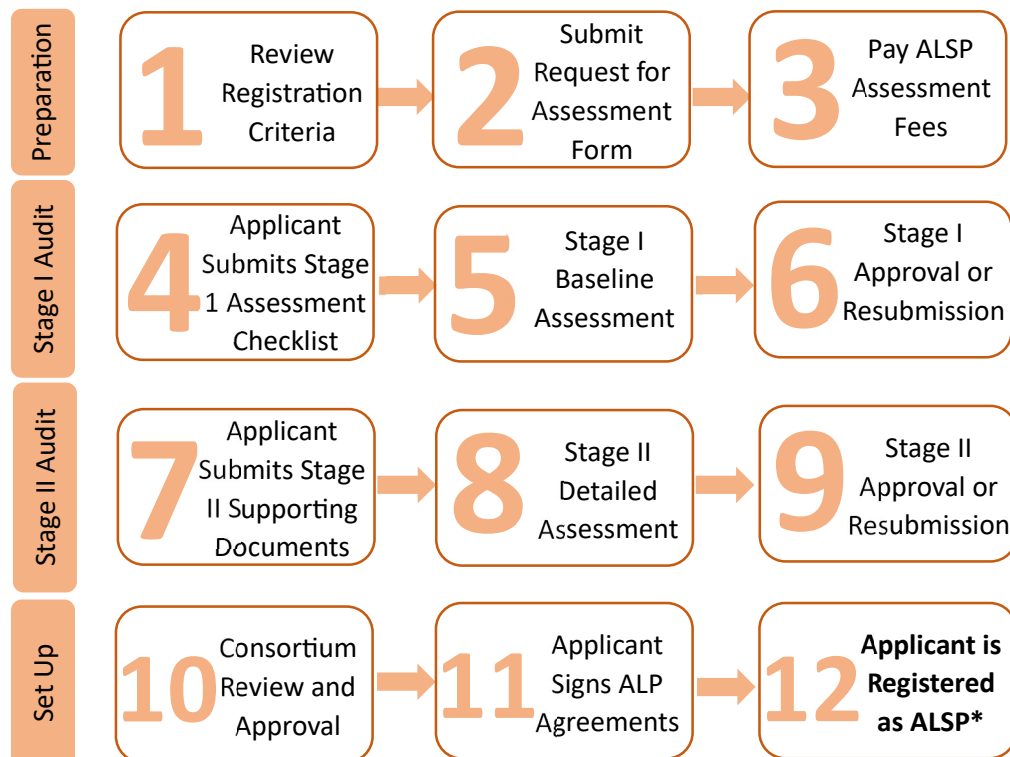 Preparation
1
Review
Registration
Criteria
2
Submit
Request for
Assessment
Form
3
Pay ALSP
Assessment
Fees
Stage I Audit
4
Applicant
Submits Stage
1 Assessment
Checklist
5
Stage I
Baseline
Assessment
6
Stage I
Approval or
Resubmission
Stage II Audit
7
Applicant
Submits Stage
II Supporting
Documents
8
Stage II
Detailed
Assessment
9
Stage II
Approval or
Resubmission
Set Up
10
Consortium
Review and
Approval
11
Applicant
Signs ALP
Agreements
12
Applicant is
Registered
as ALSP*